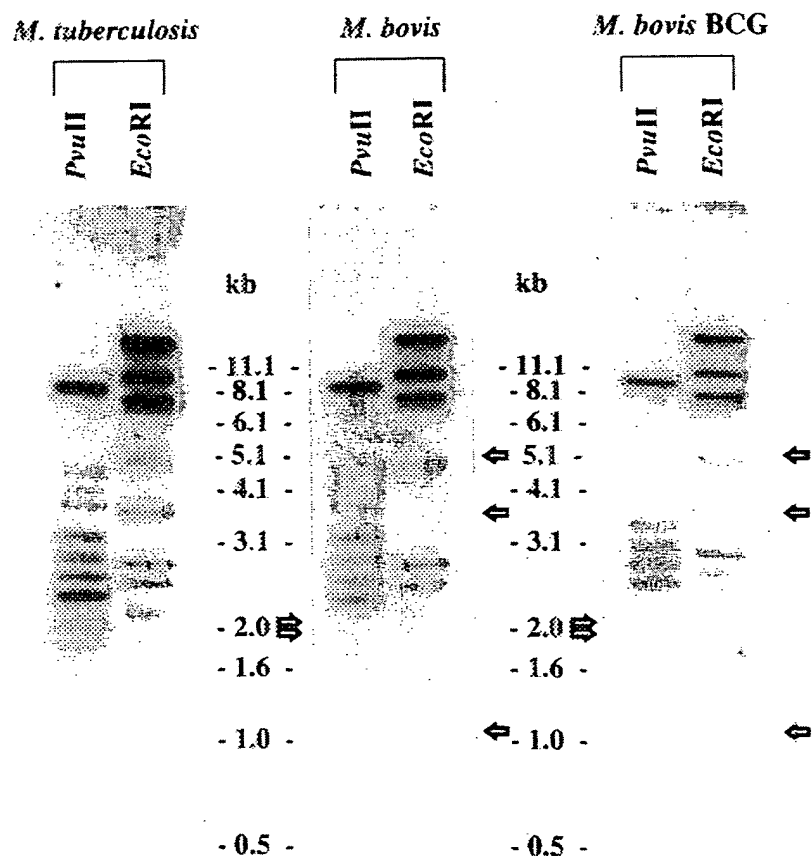 M. tuberculosis M. bovis M. bovis BCG
PvuII EcoRI PvuII EcoRI PvuII EcoRI
kb kb
- 11.1 - - 11.1 -
- 8.1 - - 8.1 -
- 6.1 - - 6.1 -
- 5.1 - 5.1 -
- 4.1 - - 4.1 -
- 3.1 - - 3.1 -
- 2.0 - 2.0
- 1.6 - - 1.6 -
- 1.0 - - 1.0 -
- 0.5 - - 0.5 -